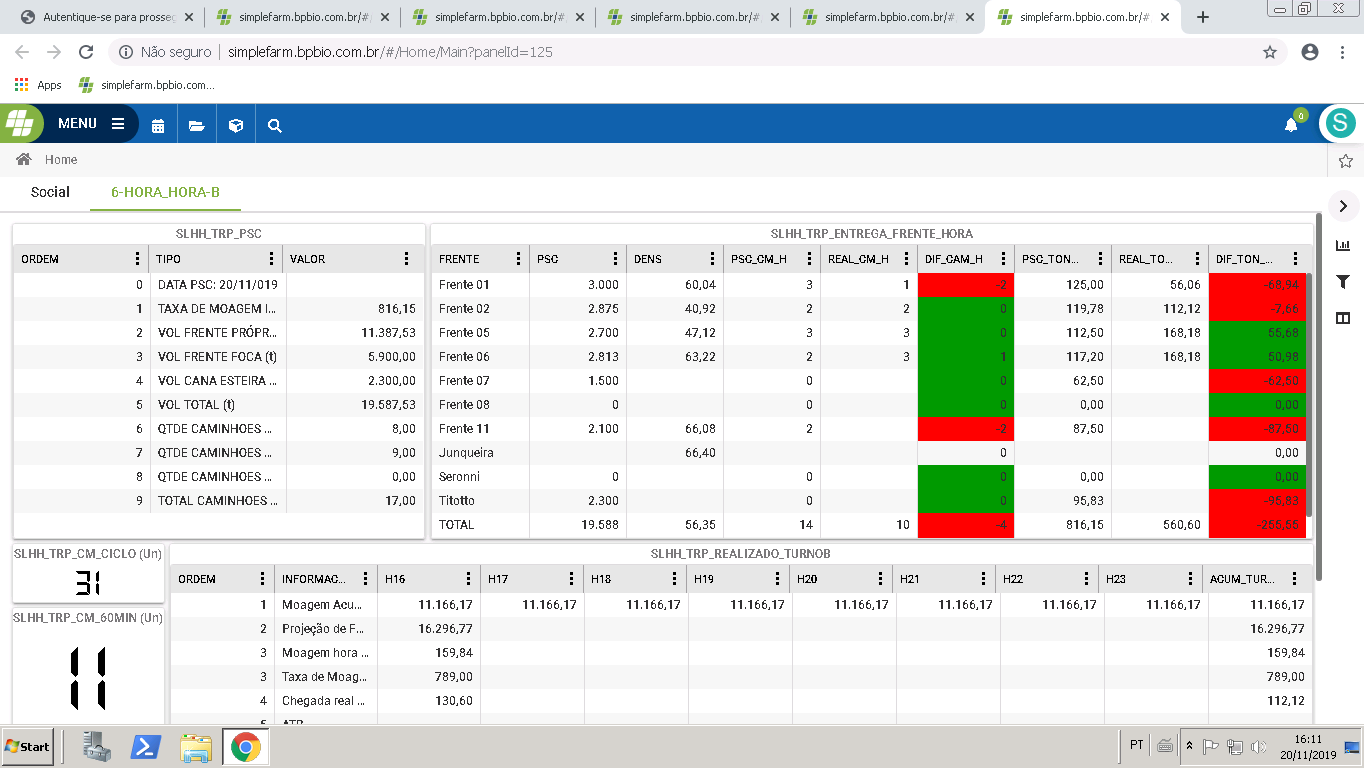 Autentique-se para prosseg
simplefarm.bpbio.com.br/#/
simplefarm.bpbio.com.br/#
simplefarm.bpbio.com.br/#
simplefarm.bpbio.com.br/#
simplefarm.bpbio.com.br/#
Não seguro
simplefarm.bpbio.com.br/#/Home/Main?panelId=125
Apps
simplefarm.bpbio.com...
MENU
0
S
Home
Social
6-HORA_HORA-B
SLHH_TRP_PSC
ORDEM TIPO VALOR
0 DATA PSC: 20/11/019
1 TAXA DE MOAGEM I... 816,15
2 VOL FRENTE PRÓPR... 11.387,53
3 VOL FRENTE FOCA (t) 5.900,00
4 VOL CANA ESTEIRA ... 2.300,00
5 VOL TOTAL (t) 19.587,53
6 QTDE CAMINHOES ... 8,00
7 QTDE CAMINHOES ... 9,00
8 QTDE CAMINHOES ... 0,00
9 TOTAL CAMINHOES ... 17,00
SLHH_TRP_ENTREGA_FRENTE_HORA
FRENTE PSC DENS PSC_CM_H REAL_CM_H DIF_CAM_H PSC_TON... REAL_TO... DIF_TON_...
Frente 01 3.000 60,04 3 1 -2 125,00 56,06 -68,94
Frente 02 2.875 40,92 2 2 0 119,78 112,12 -7,66
Frente 05 2.700 47,12 3 3 0 112,50 168,18 55,68
Frente 06 2.813 63,22 2 3 1 117,20 168,18 50,98
Frente 07 1.500 0 0 62,50 -62,50
Frente 08 0 0 0 0,00 0,00
Frente 11 2.100 66,08 2 -2 87,50 -87,50
Junqueira 66,40 0 0,00
Seronni 0 0 0 0,00 0,00
Titotto 2.300 0 0 95,83 -95,83
TOTAL 19.588 56,35 14 10 -4 816,15 560,60 -255,55
SLHH_TRP_CM_CICLO (Un)
31
SLHH_TRP_CM_60MIN (Un)
11
SLHH_TRP_REALIZADO_TURNOB
ORDEM INFORMAC... H16 H17 H18 H19 H20 H21 H22 H23 ACUM_TUR...
1 Moagem Acu... 11.166,17 11.166,17 11.166,17 11.166,17 11.166,17 11.166,17 11.166,17 11.166,17 11.166,17
2 Projeção de F... 16.296,77 16.296,77
3 Moagem hora ... 159,84 159,84
3 Taxa de Moag... 789,00 789,00
4 Chegada real ... 130,60 112,12
5 ATR
Start
PT
16:11
20/11/2019